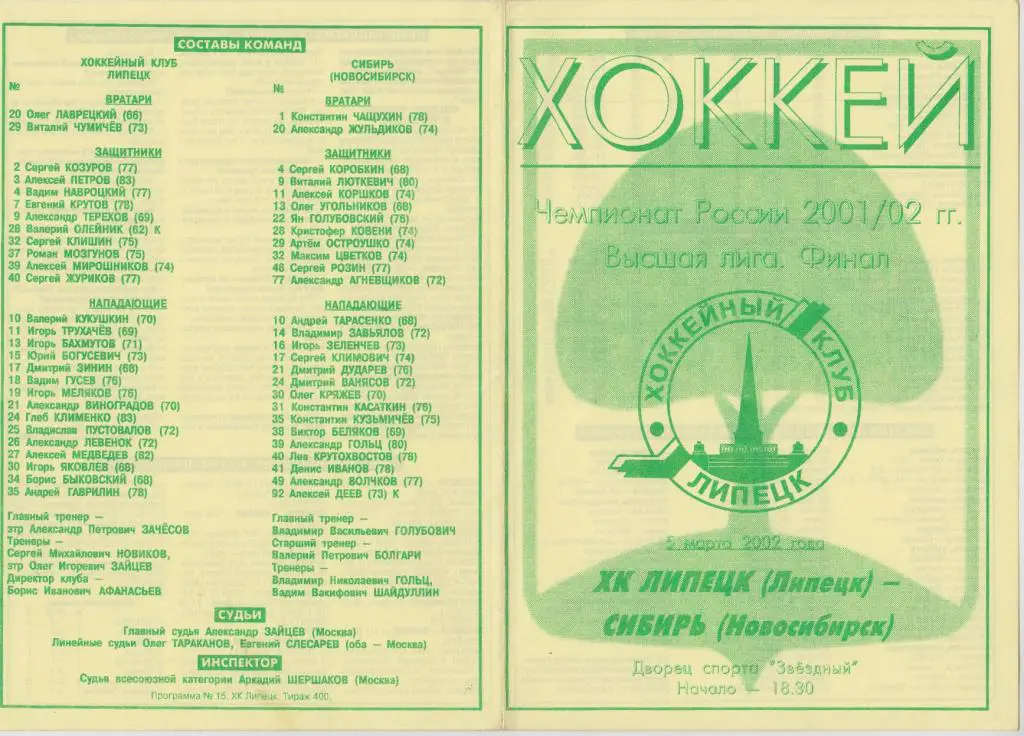 СОСТАВЫ КОМАНД
ХОККЕЙНЫЙ КЛУБ
ЛИПЕЦК
№
ВРАТАРИ
20 Олег ЛАВРЕЦКИЙ (66)
29 Виталий ЧУМИЧЁВ (73)
ЗАЩИТНИКИ
2 Сергей КОЗУРОВ (77)
3 Алексей ПЕТРОВ (83)
4 Вадим НАВРОЦКИЙ (77)
7 Евгений КРУТОВ (78)
9 Александр ТЕРЕХОВ (69)
28 Валерий ОЛЕЙНИК (62) К
32 Сергей КЛИШИН (75)
37 Роман МОЗГУНОВ (75)
39 Алексей МИРОШНИКОВ (74)
40 Сергей ЖУРИКОВ (77)
НАПАДАЮЩИЕ
10 Валерий КУКУШКИН (70)
11 Игорь ТРУХАЧЁВ (69)
13 Игорь БАХМУТОВ (71)
15 Юрий БОГУСЕВИЧ (73)
17 Дмитрий ЗИНИН (68)
18 Вадим ГУСЕВ (76)
19 Игорь МЕЛЯКОВ (76)
21 Александр ВИНОГРАДОВ (70)
24 Глеб КЛИМЕНКО (83)
25 Владислав ПУСТОВАЛОВ (72)
26 Александр ЛЕВЕНОК (72)
27 Алексей МЕДВЕДЕВ (82)
30 Игорь ЯКОВЛЕВ (68)
34 Борис БЫКОВСКИЙ (68)
35 Андрей ГАВРИЛИН (78)
Главный тренер –
зтр Александр Петрович ЗАЧЁСОВ
Тренеры –
Сергей Михайлович НОВИКОВ,
зтр Олег Игоревич ЗАЙЦЕВ
Директор клуба –
Борис Иванович АФАНАСЬЕВ
СИБИРЬ
(НОВОСИБИРСК)
№
ВРАТАРИ
1 Константин ЧАЩУХИН (78)
20 Александр ЖУЛЬДИКОВ (74)
ЗАЩИТНИКИ
4 Сергей КОРОБКИН (68)
9 Виталий ЛЮТКЕВИЧ (80)
11 Алексей КОРШКОВ (74)
13 Олег УГОЛЬНИКОВ (68)
22 Ян ГОЛУБОВСКИЙ (76)
28 Кристофер КОВЕНИ (74)
29 Артём ОСТРОУШКО (74)
32 Максим ЦВЕТКОВ (74)
48 Сергей РОЗИН (77)
77 Александр АГНЕВЩИКОВ (72)
НАПАДАЮЩИЕ
10 Андрей ТАРАСЕНКО (68)
14 Владимир ЗАВЬЯЛОВ (72)
16 Игорь ЗЕЛЕНЧЕВ (73)
17 Сергей КЛИМОВИЧ (74)
21 Дмитрий ДУДАРЕВ (76)
24 Дмитрий ВАНЯСОВ (72)
30 Олег КРЯЖЕВ (70)
31 Константин КАСАТКИН (76)
35 Константин КУЗЬМИЧЁВ (75)
38 Виктор БЕЛЯКОВ (69)
39 Александр ГОЛЬЦ (80)
40 Лев КРУТОХВОСТОВ (78)
41 Денис ИВАНОВ (78)
49 Александр ВОЛЧКОВ (77)
92 Алексей ДЕЕВ (73) К
Главный тренер –
Владимир Васильевич ГОЛУБОВИЧ
Старший тренер –
Валерий Петрович БОЛГАРИ
Тренеры –
Владимир Николаевич ГОЛЬЦ,
Вадим Вакифович ШАЙДУЛЛИН
СУДЬИ
Главный судья Александр ЗАЙЦЕВ (Москва)
Линейные судьи Олег ТАРАКАНОВ, Евгений СЛЕСАРЕВ (оба – Москва)
ИНСПЕКТОР
Судья всесоюзной категории Аркадий ШЕРШАКОВ (Москва)
Программа № 15. ХК Липецк. Тираж 400.
ХОККЕЙ
Чемпионат России 2001/02 гг.
Высшая лига. Финал
ХОККЕЙНЫЙ КЛУБ
ЛИПЕЦК
5 марта 2002 года
ХК ЛИПЕЦК (Липецк) –
СИБИРЬ (Новосибирск)
Дворец спорта "Звёздный"
Начало – 18.30